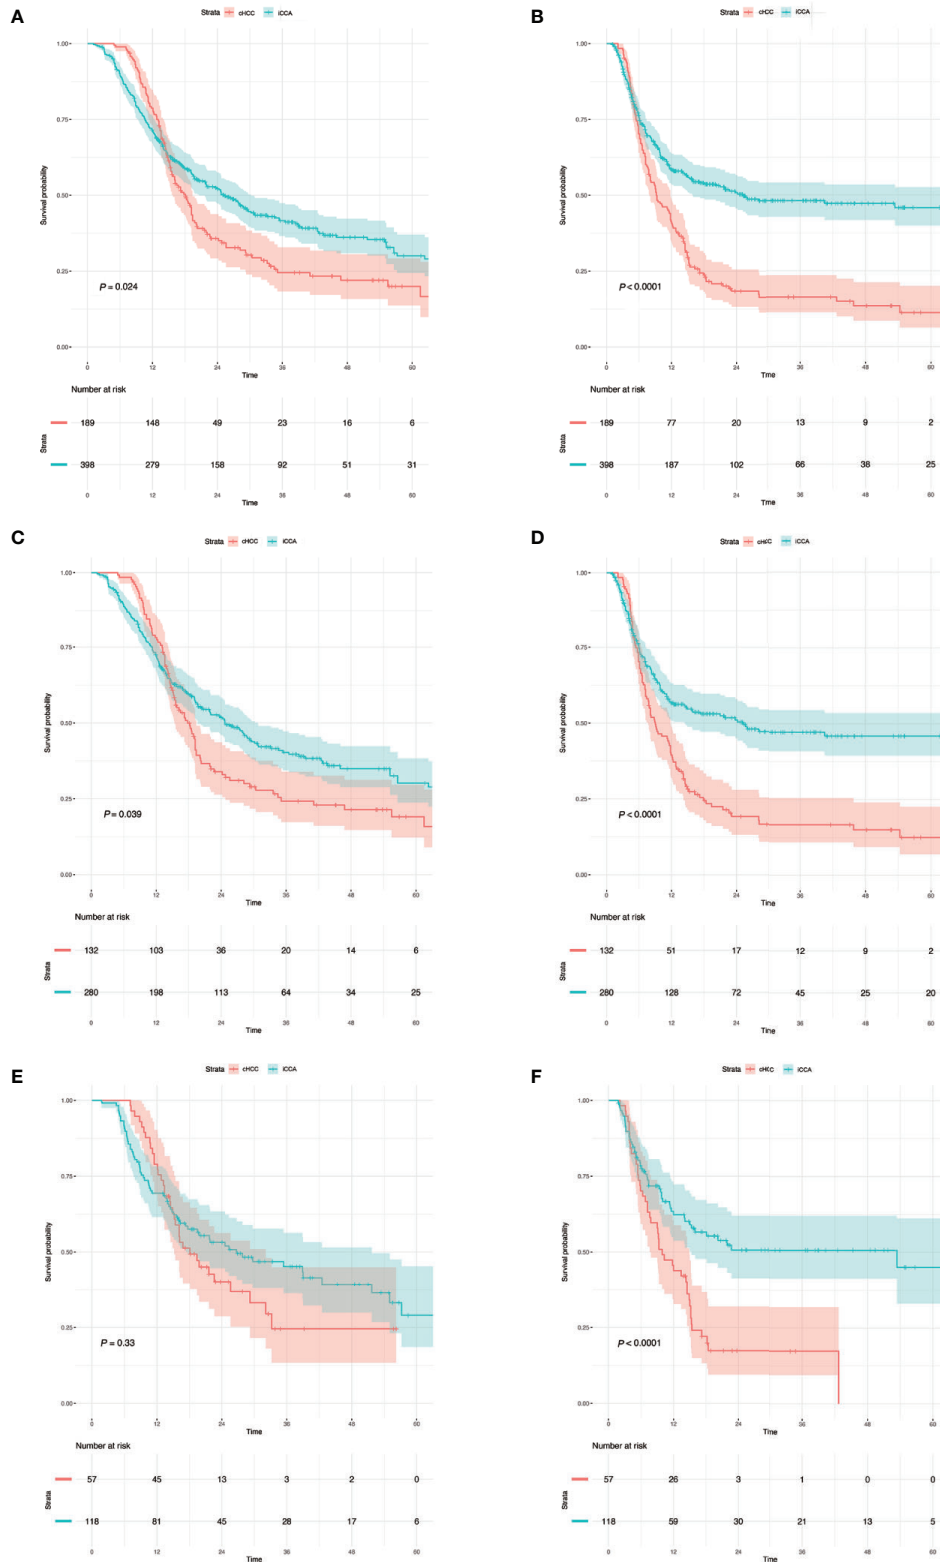 A
Strata cHCC iCCA
1.00
0.75
0.50
0.25
0.00
Survival probability
P = 0.024
0 12 24 36 48 60
Time
Number at risk
Strata
189 148 49 23 16 6
398 279 158 92 51 31
0 12 24 36 48 60
Time
B
Strata cHCC iCCA
1.00
0.75
0.50
0.25
0.00
Survival probability
P < 0.0001
0 12 24 36 48 60
Tme
Number at risk
Strata
189 77 20 13 9 2
398 187 102 66 38 25
0 12 24 36 48 60
Tme
C
Strata cHCC iCCA
1.00
0.75
0.50
0.25
0.00
Survival probability
P = 0.039
0 12 24 36 48 60
Time
Number at risk
Strata
132 103 36 20 14 6
280 198 113 64 34 25
0 12 24 36 48 60
Time
D
Strata iCCA
1.00
0.75
0.50
0.25
0.00
Survival probability
P < 0.0001
0 12 24 36 48 60
Number at risk
Strata
132 51 17 12 9 2
280 128 72 45 25 20
0 12 24 36 48 60
E
Strata cHCC iCCA
1.00
0.75
0.50
0.25
0.00
Survival probability
P = 0.33
0 12 24 36 48 60
Time
Number at risk
Strata
57 45 13 3 2 0
118 81 45 28 17 6
0 12 24 36 48 60
Time
F
Strata iCCA
1.00
0.75
0.50
0.25
0.00
Survival probability
P < 0.0001
0 12 24 36 48 60
Time
Number at risk
Strata
57 26 3 1 0 0
118 59 30 21 13 5
0 12 24 36 48 60
Time